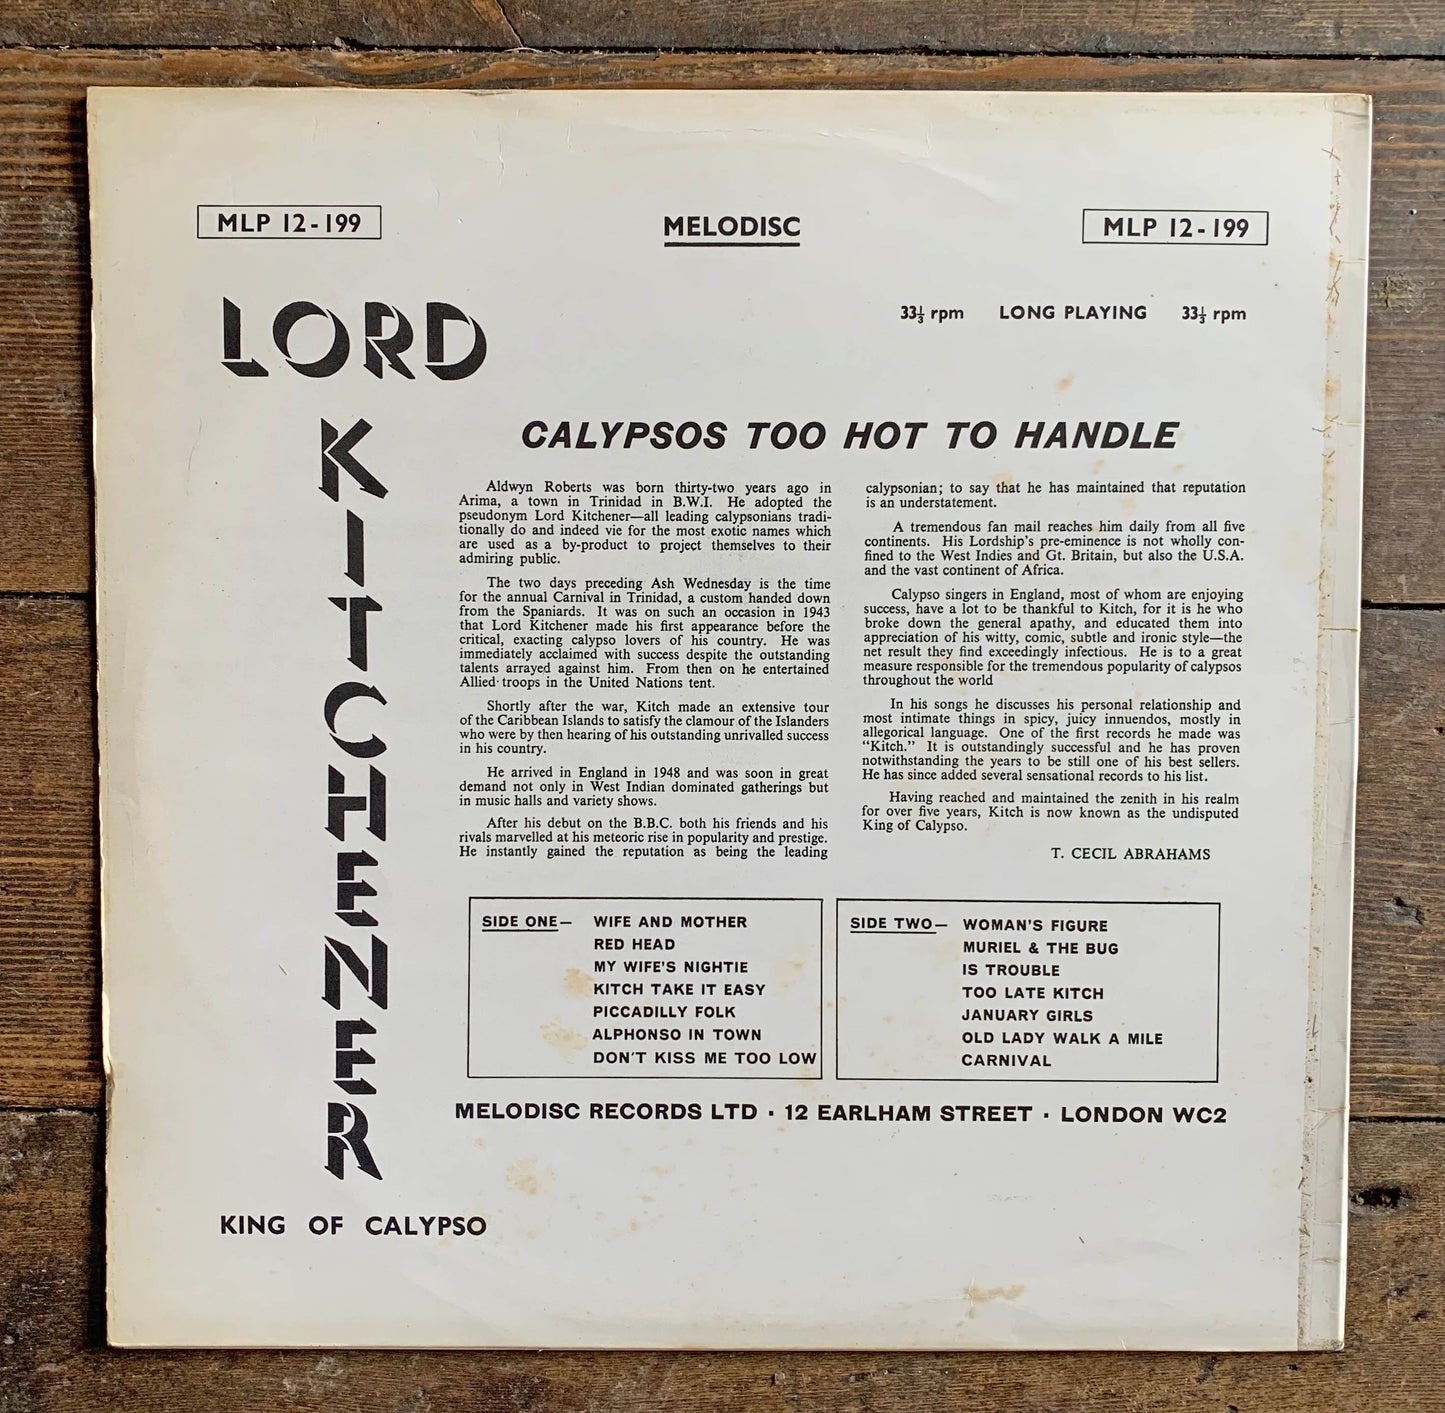 MLP 12-199
MELODISC
MLP 12-199
33⅓ rpm LONG PLAYING 33⅓ rpm
LORD
KITCHENER
CALYPSOS TOO HOT TO HANDLE
Aldwyn Roberts was born thirty-two years ago in
Arima, a town in Trinidad in B.W.I. He adopted the
pseudonym Lord Kitchener—all leading calypsonians tradi-
tionally do and indeed vie for the most exotic names which
are used as a by-product to project themselves to their
admiring public.
The two days preceding Ash Wednesday is the time
for the annual Carnival in Trinidad, a custom handed down
from the Spaniards. It was on such an occasion in 1943
that Lord Kitchener made his first appearance before the
critical, exacting calypso lovers of his country. He was
immediately acclaimed with success despite the outstanding
talents arrayed against him. From then on he entertained
Allied troops in the United Nations tent.
Shortly after the war, Kitch made an extensive tour
of the Caribbean Islands to satisfy the clamour of the Islanders
who were by then hearing of his outstanding unrivalled success
in his country.
He arrived in England in 1948 and was soon in great
demand not only in West Indian dominated gatherings but
in music halls and variety shows.
After his debut on the B.B.C. both his friends and his
rivals marvelled at his meteoric rise in popularity and prestige.
He instantly gained the reputation as being the leading
calypsonian; to say that he has maintained that reputation
is an understatement.
A tremendous fan mail reaches him daily from all five
continents. His Lordship's pre-eminence is not wholly con-
fined to the West Indies and Gt. Britain, but also the U.S.A.
and the vast continent of Africa.
Calypso singers in England, most of whom are enjoying
success, have a lot to be thankful to Kitch, for it is he who
broke down the general apathy, and educated them into
appreciation of his witty, comic, subtle and ironic style—the
net result they find exceedingly infectious. He is to a great
measure responsible for the tremendous popularity of calypsos
throughout the world
In his songs he discusses his personal relationship and
most intimate things in spicy, juicy innuendos, mostly in
allegorical language. One of the first records he made was
"Kitch." It is outstandingly successful and he has proven
notwithstanding the years to be still one of his best sellers.
He has since added several sensational records to his list.
Having reached and maintained the zenith in his realm
for over five years, Kitch is now known as the undisputed
King of Calypso.
T. CECIL ABRAHAMS
SIDE ONE— WIFE AND MOTHER
RED HEAD
MY WIFE'S NIGHTIE
KITCH TAKE IT EASY
PICCADILLY FOLK
ALPHONSO IN TOWN
DON'T KISS ME TOO LOW
SIDE TWO— WOMAN'S FIGURE
MURIEL & THE BUG
IS TROUBLE
TOO LATE KITCH
JANUARY GIRLS
OLD LADY WALK A MILE
CARNIVAL
MELODISC RECORDS LTD · 12 EARLHAM STREET · LONDON WC2
KING OF CALYPSO